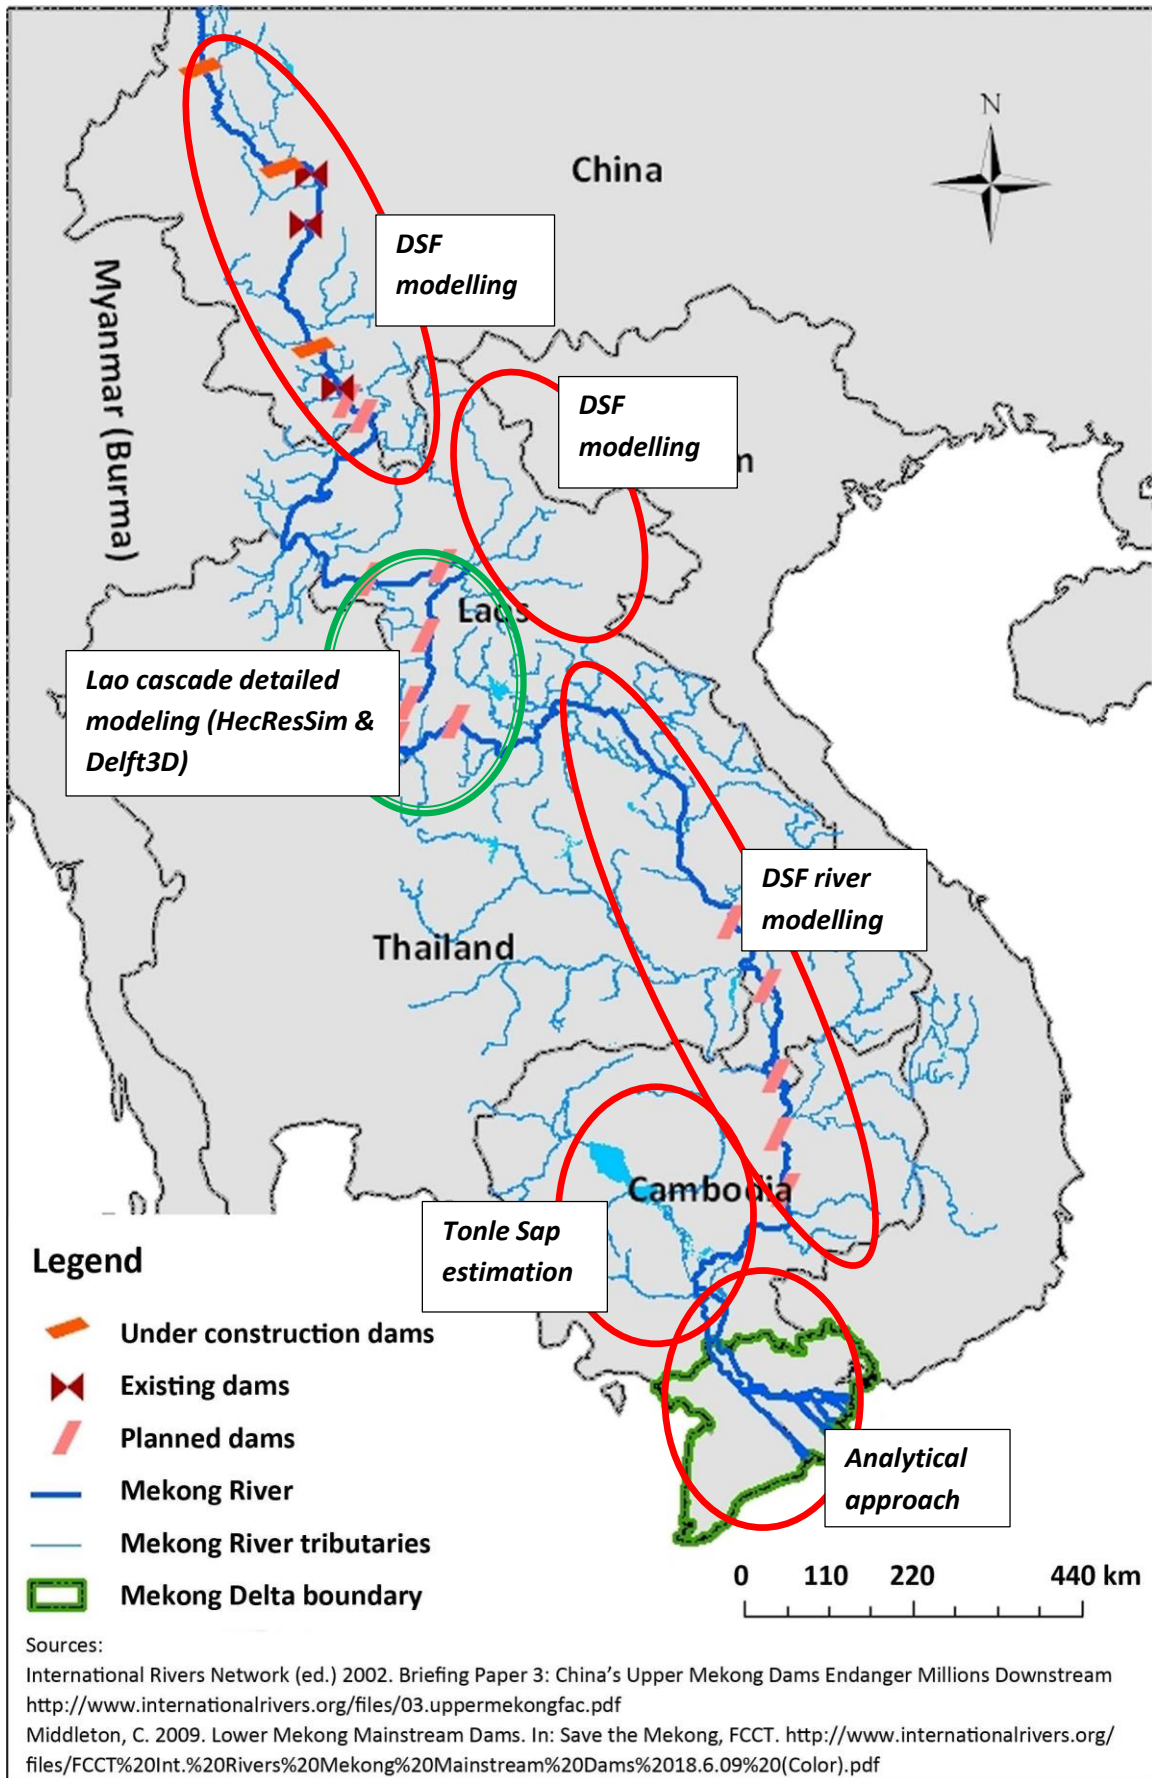 N
China
DSF
modelling
Myanmar (Burma)
DSF
modelling
m
Laos
Lao cascade detailed
modeling (HecResSim &
Delft3D)
DSF river
modelling
Thailand
Cambodia
Tonle Sap
estimation
Legend
Under construction dams
Existing dams
Planned dams
Mekong River
Mekong River tributaries
Mekong Delta boundary
Analytical
approach
0 110 220 440 km
Sources:
International Rivers Network (ed.) 2002. Briefing Paper 3: China's Upper Mekong Dams Endanger Millions Downstream
http://www.internationalrivers.org/files/03.uppermekongfac.pdf
Middleton, C. 2009. Lower Mekong Mainstream Dams. In: Save the Mekong, FCCT. http://www.internationalrivers.org/
files/FCCT%20Int.%20Rivers%20Mekong%20Mainstream%20Dams%2018.6.09%20(Color).pdf